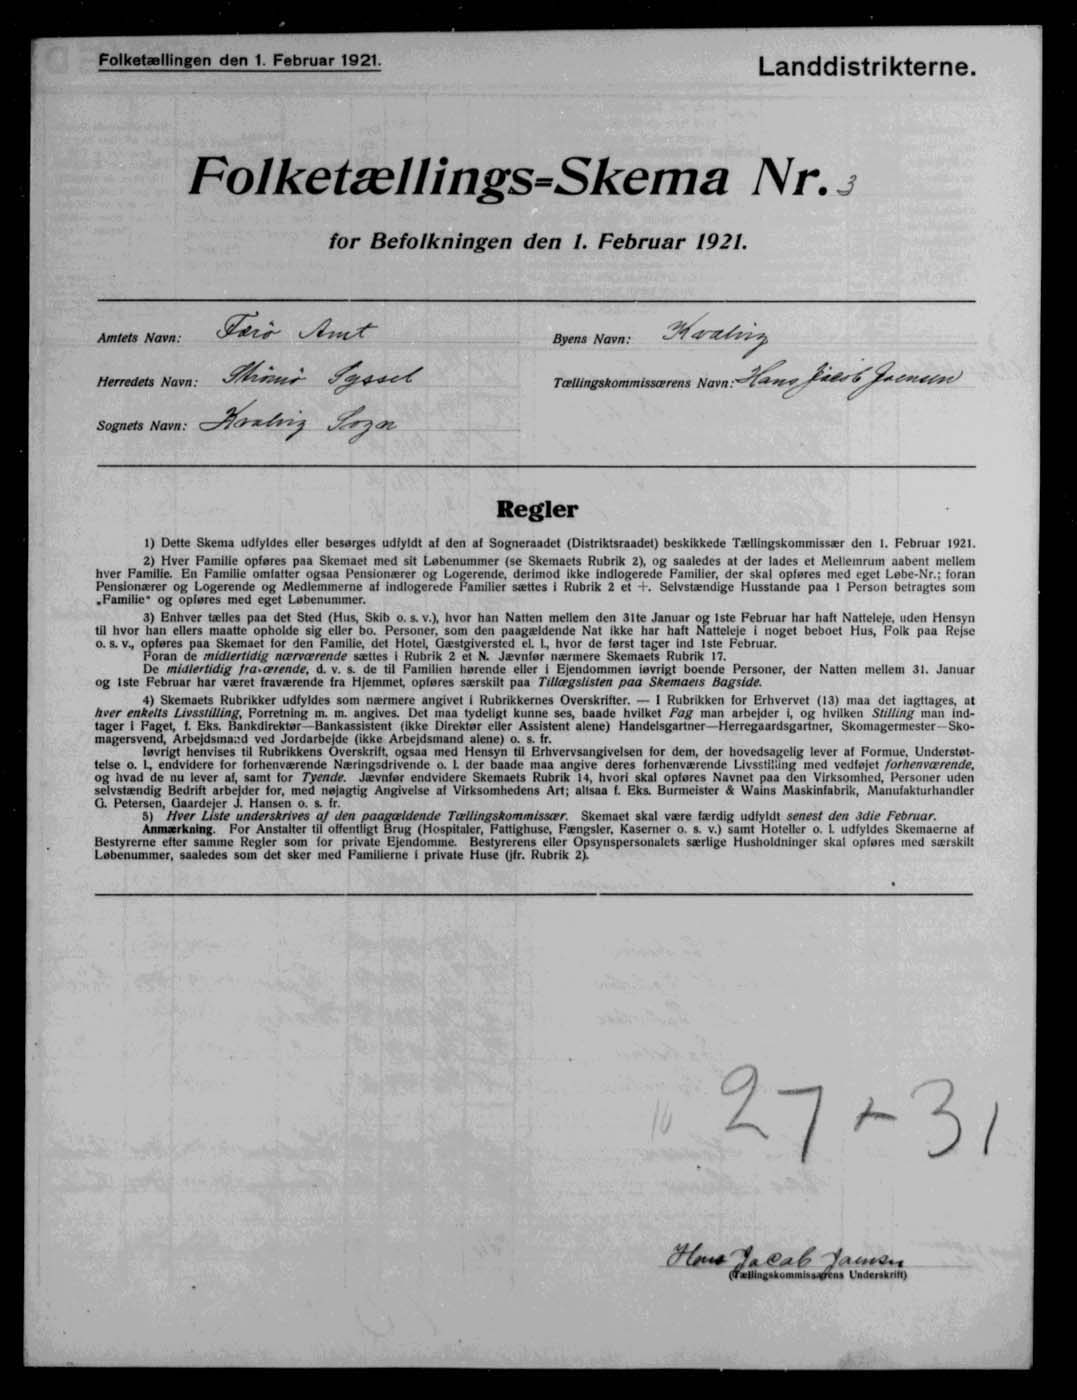 Folketællingen den 1. Februar 1921.
Landdistrikterne.
Folketællings=Skema Nr. 3
for Befolkningen den 1. Februar 1921.
Amtets Navn: Færö Amt
Byens Navn: Kvalvig
Herredets Navn: Strömö Syssel
Tællingskommissærens Navn: Hans Jacob Joensen
Sognets Navn: Kvalvig Sogn
Regler
1) Dette Skema udfyldes eller besørges udfyldt af den af Sogneraadet (Distriktsraadet) beskikkede Tællingskommissær den 1. Februar 1921.
2) Hver Familie opføres paa Skemaet med sit Løbenummer (se Skemaets Rubrik 2), og saaledes at der lades et Mellemrum aabent mellem
hver Familie. En Familie omfatter ogsaa Pensionærer og Logerende, derimod ikke indlogerede Familier, der skal opføres med eget Løbe-Nr.; foran
Pensionærer og Logerende og Medlemmerne af indlogerede Familier sættes i Rubrik 2 et +. Selvstændige Husstande paa 1 Person betragtes som
„Familie" og opføres med eget Løbenummer.
3) Enhver tælles paa det Sted (Hus, Skib o. s. v.), hvor han Natten mellem den 31te Januar og 1ste Februar har haft Natteleje, uden Hensyn
til hvor han ellers maatte opholde sig eller bo. Personer, som den paagældende Nat ikke har haft Natteleje i noget beboet Hus, Folk paa Rejse
o. s. v., opføres paa Skemaet for den Familie, det Hotel, Gæstgiversted el. l., hvor de først tager ind 1ste Februar.
Foran de midlertidig nærværende sættes i Rubrik 2 et N. Jævnfør nærmere Skemaets Rubrik 17.
De midlertidig fraværende, d. v. s. de til Familien hørende eller i Ejendommen iøvrigt boende Personer, der Natten mellem 31. Januar
og 1ste Februar har været fraværende fra Hjemmet, opføres særskilt paa Tillægslisten paa Skemaets Bagside.
4) Skemaets Rubrikker udfyldes som nærmere angivet i Rubrikkernes Overskrifter. — I Rubrikken for Erhvervet (13) maa det iagttages, at
hver enkelts Livsstilling, Forretning m. m. angives. Det maa tydeligt kunne ses, baade hvilket Fag man arbejder i, og hvilken Stilling man ind-
tager i Faget, f. Eks. Bankdirektør—Bankassistent (ikke Direktør eller Assistent alene) Handelsgartner—Herregaardsgartner, Skomagermester—Sko-
magersvend, Arbejdsmand ved Jordarbejde (ikke Arbejdsmand alene) o. s. fr.
Iøvrigt henvises til Rubrikkens Overskrift, ogsaa med Hensyn til Erhvervsangivelsen for dem, der hovedsagelig lever af Formue, Understøt-
telse o. l., endvidere for forhenværende Næringsdrivende o. l. der baade maa angive deres forhenværende Livsstilling med vedføjet forhenværende,
og hvad de nu lever af, samt for Tyende. Jævnfør endvidere Skemaets Rubrik 14, hvori skal opføres Navnet paa den Virksomhed, Personer uden
selvstændig Bedrift arbejder for, med nøjagtig Angivelse af Virksomhedens Art; altsaa f. Eks. Burmeister & Wains Maskinfabrik, Manufakturhandler
G. Petersen, Gaardejer J. Hansen o. s. fr.
5) Hver Liste underskrives af den paagældende Tællingskommissær. Skemaet skal være færdig udfyldt senest den 3die Februar.
Anmærkning. For Anstalter til offentligt Brug (Hospitaler, Fattighuse, Fængsler, Kaserner o. s. v.) samt Hoteller o. l. udfyldes Skemaerne af
Bestyrerne efter samme Regler som for private Ejendomme. Bestyrerens eller Opsynspersonalets særlige Husholdninger skal opføres med særskilt
Løbenummer, saaledes som det sker med Familierne i private Huse (jfr. Rubrik 2).
27 + 31
Hans Jacob Joensen
(Tællingskommissærens Underskrift)